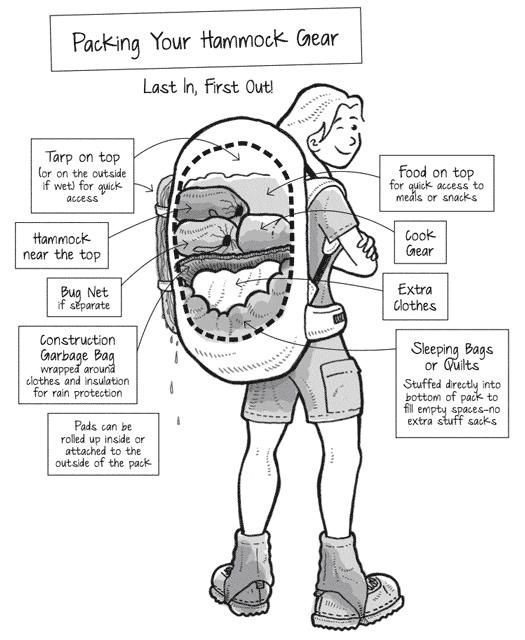 Packing Your Hammock Gear
Last In, First Out!
Tarp on top
(or on the outside
if wet) for quick
access
Hammock
near the top
Bug Net
if separate
Construction
Garbage Bag
wrapped around
clothes and insulation
for rain protection
Pads can be
rolled up inside or
attached to the
outside of the pack
Food on top
for quick access to
meals or snacks
Cook
Gear
Extra
Clothes
Sleeping Bags
or Quilts
Stuffed directly into
bottom of pack to
fill empty spaces–no
extra stuff sacks